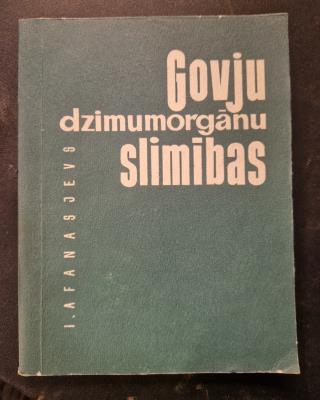 Govju
dzimumorgānu
slimības
I. AFANASJEVS